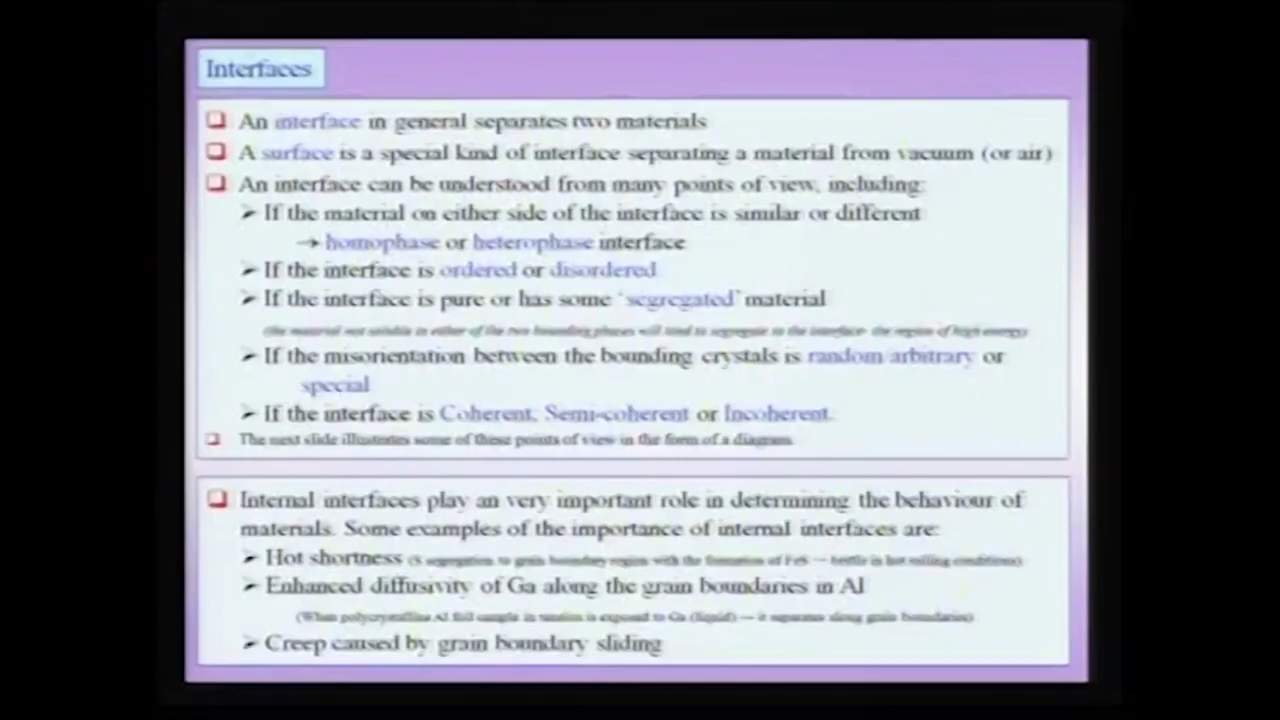 Interfaces
An interface in general separates two materials
A surface is a special kind of interface separating a material from vacuum (or air)
An interface can be understood from many points of view, including:
If the material on either side of the interface is similar or different
→ homophase or heterophase interface
If the interface is ordered or disordered
If the interface is pure or has some 'segregated' material
(the material not soluble in either of the two bounding phases will tend to segregate to the interface- the region of high energy)
If the misorientation between the bounding crystals is random/arbitrary or
special
If the interface is Coherent, Semi-coherent or Incoherent.
The next slide illustrates some of these points of view in the form of a diagram.
Internal interfaces play an very important role in determining the behaviour of
materials. Some examples of the importance of internal interfaces are:
Hot shortness (S segregation to grain boundary region with the formation of FeS — brittle in hot rolling conditions)
Enhanced diffusivity of Ga along the grain boundaries in Al
(When polycrystalline Al foil sample in tension is exposed to Ga (liquid) — it separates along grain boundaries)
Creep caused by grain boundary sliding